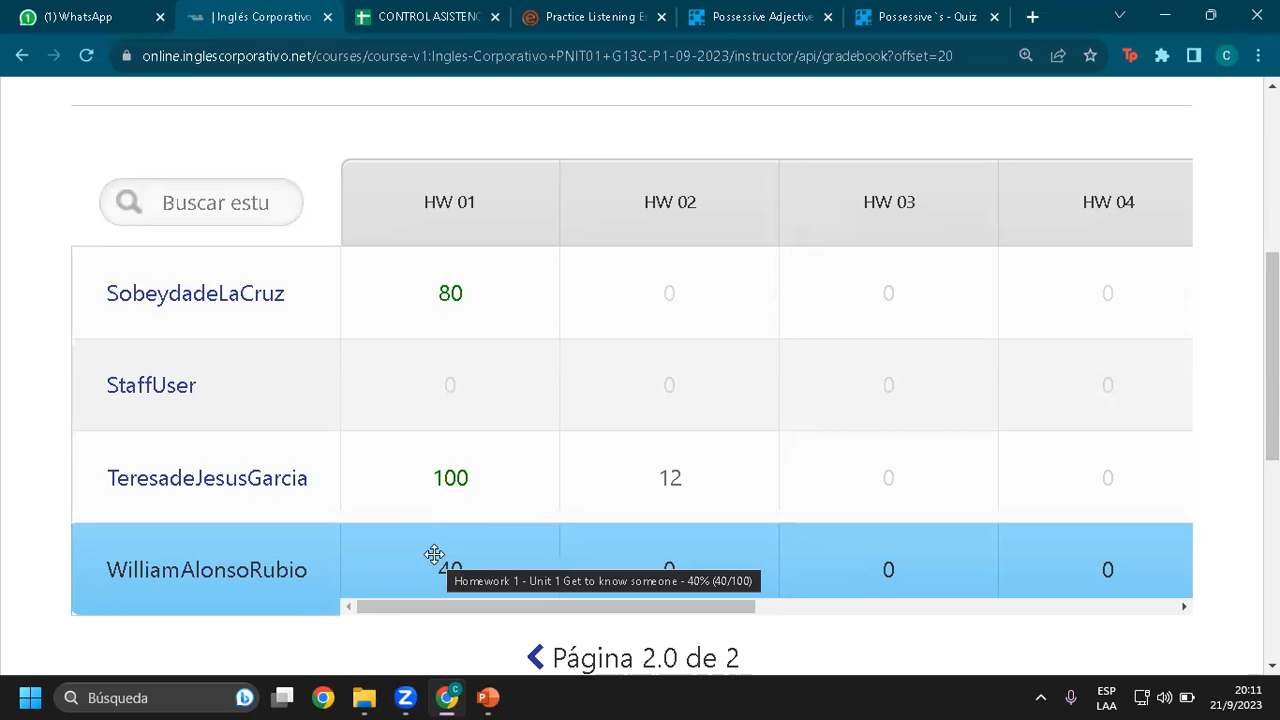 (1) WhatsApp
| Inglés Corporativo
CONTROL ASISTENC
Practice Listening E
Possessive Adjective
Possessive `s - Quiz
online.inglescorporativo.net/courses/course-v1:Ingles-Corporativo+PNIT01+G13C-P1-09-2023/instructor/api/gradebook?offset=20
Tp
C
Buscar estu
HW 01
HW 02
HW 03
HW 04
SobeydadeLaCruz
80
0
0
0
StaffUser
0
0
0
0
TeresadeJesusGarcia
100
12
0
0
WilliamAlonsoRubio
40
0
0
0
Homework 1 - Unit 1 Get to know someone - 40% (40/100)
Página 2.0 de 2
Búsqueda
ESP
LAA
20:11
21/9/2023